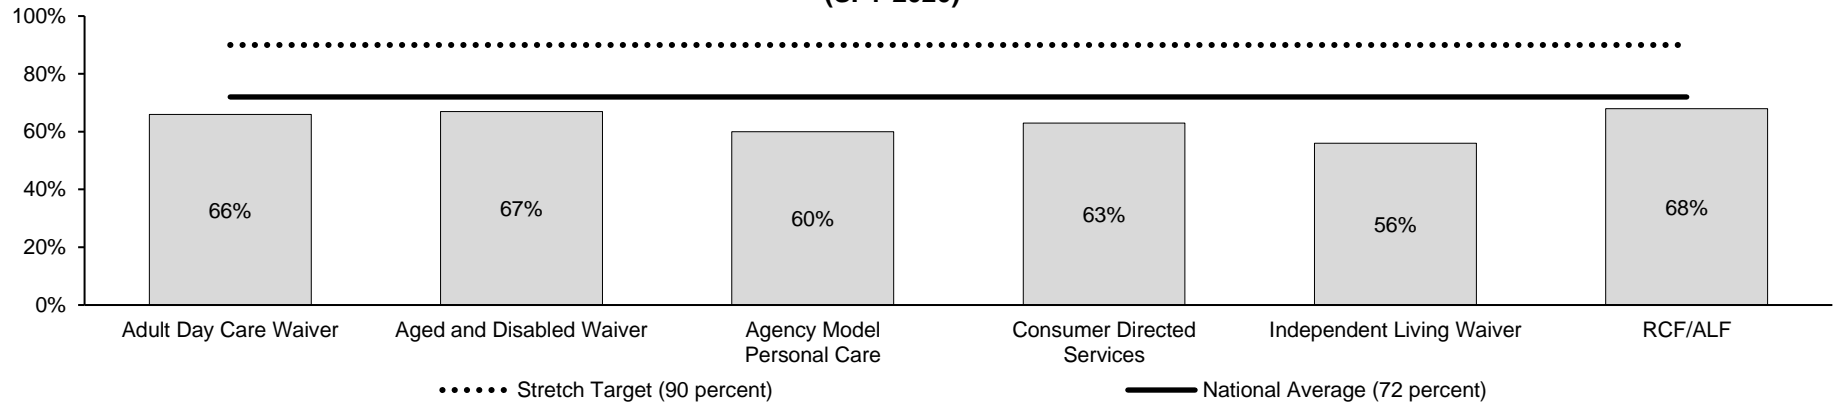 100%
80%
60%
40%
20%
0%
66%
67%
60%
63%
56%
68%
Adult Day Care Waiver
Aged and Disabled Waiver
Agency Model
Personal Care
Consumer Directed
Services
Independent Living Waiver
RCF/ALF
Stretch Target (90 percent)
National Average (72 percent)